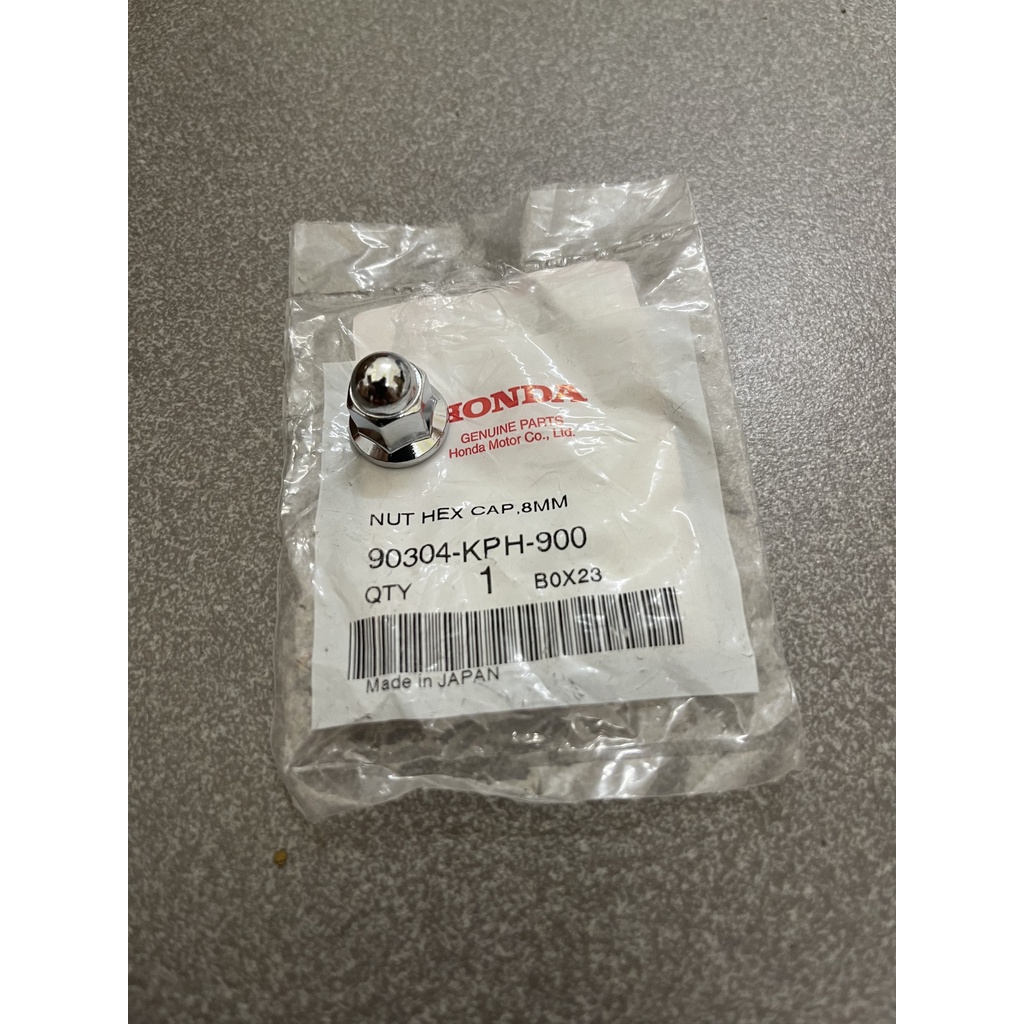 HONDA
GENUINE PARTS
Honda Motor Co., Ltd.
NUT HEX CAP,8MM
90304-KPH-900
QTY 1 B0X23
Made in JAPAN